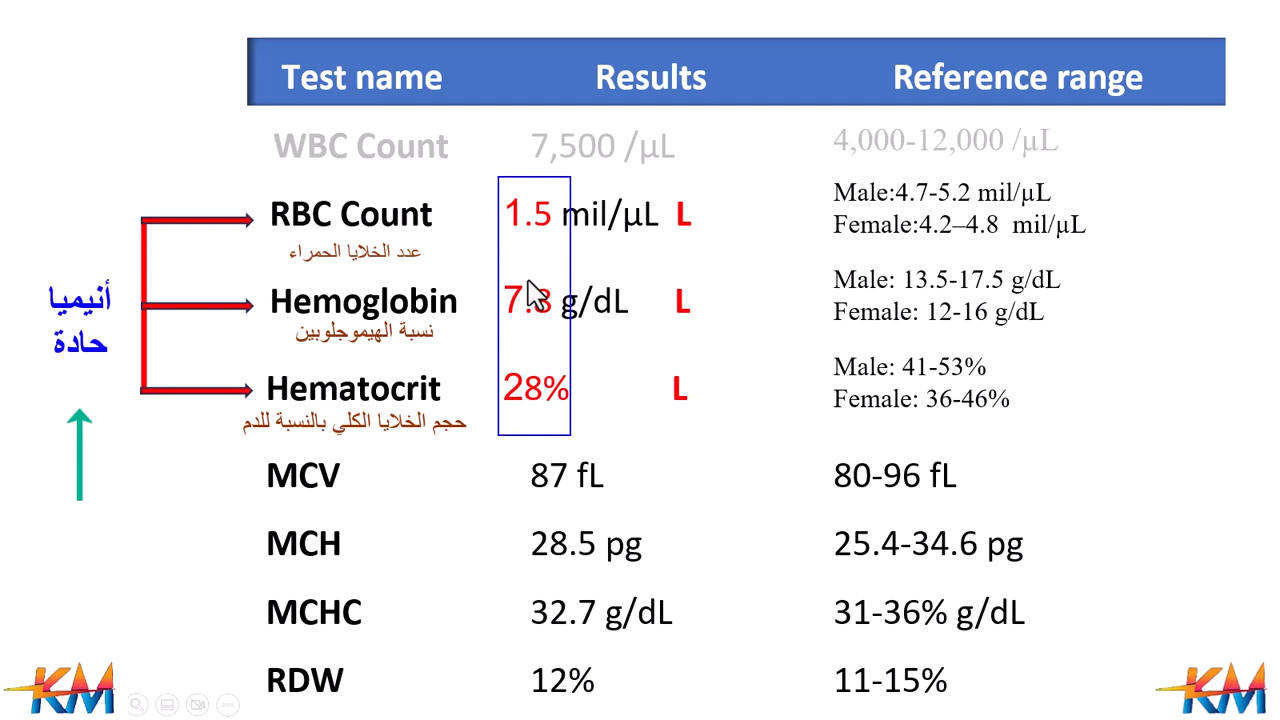 Test name Results Reference range
WBC Count 7,500 /µL 4,000-12,000 /µL
RBC Count 1.5 mil/µL L Male:4.7-5.2 mil/µL
Female:4.2–4.8 mil/µL
عدد الخلايا الحمراء
أنيميا
حادة
Hemoglobin g/dL L Male: 13.5-17.5 g/dL
Female: 12-16 g/dL
نسبة الهيموجلوبين
Hematocrit 28% L Male: 41-53%
Female: 36-46%
حجم الخلايا الكلي بالنسبة للدم
MCV 87 fL 80-96 fL
MCH 28.5 pg 25.4-34.6 pg
MCHC 32.7 g/dL 31-36% g/dL
RDW 12% 11-15%
KM KM